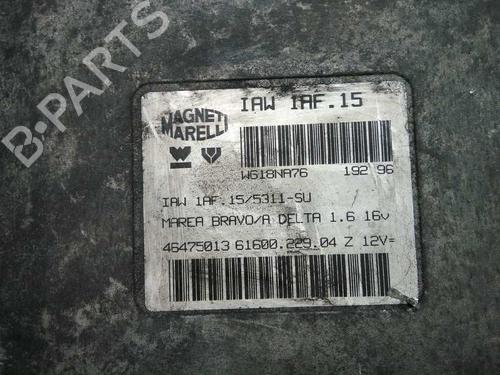 B-PARTS
MAGNETI
MARELLI
IAW 1AF.15
W618NA76 192 96
IAW 1AF.15/5311-SU
MAREA BRAVO/A DELTA 1.6 16v
46475013 61600.229.04 Z 12V=